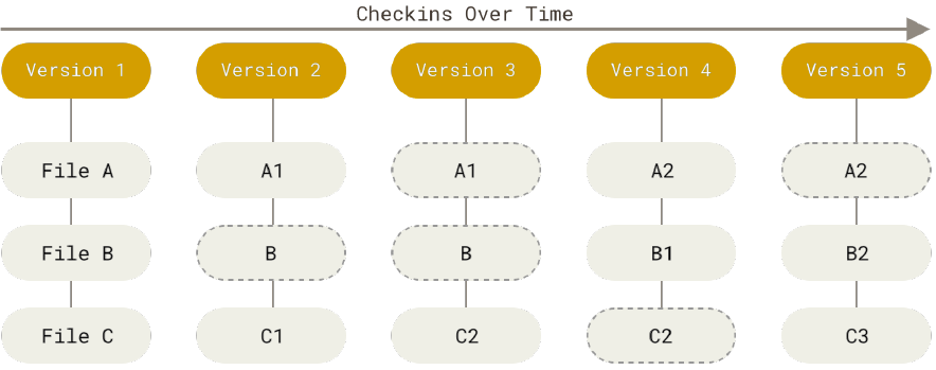 Checkins Over Time
Version 1 Version 2 Version 3 Version 4 Version 5
File A A1 A1 A2 A2
File B B B B1 B2
File C C1 C2 C2 C3